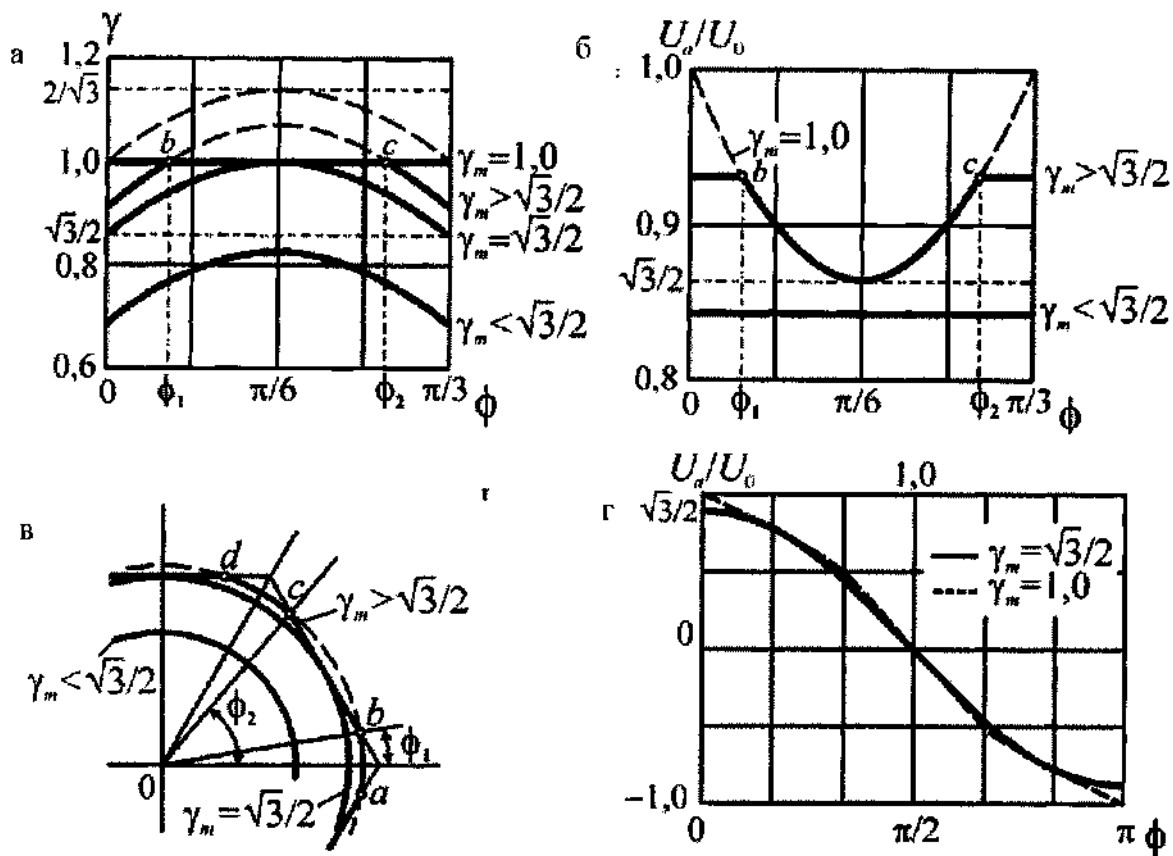 а
γ
1,2
2/√3
1,0
√3/2
0,8
0,6
b
c
γₘ=1,0
γₘ>√3/2
γₘ=√3/2
γₘ<√3/2
0
ϕ₁
π/6
ϕ₂
π/3
ϕ
б
Uₐ/U₀
1,0
0,9
√3/2
0,8
γₘ=1,0
b
c
γₘ>√3/2
γₘ<√3/2
0
ϕ₁
π/6
ϕ₂
π/3
ϕ
в
d
c
γₘ>√3/2
γₘ<√3/2
ϕ₂
b
ϕ₁
0
a
γₘ=√3/2
г
Uₐ/U₀
1,0
√3/2
γₘ=√3/2
γₘ=1,0
0
−1,0
0
π/2
π
ϕ